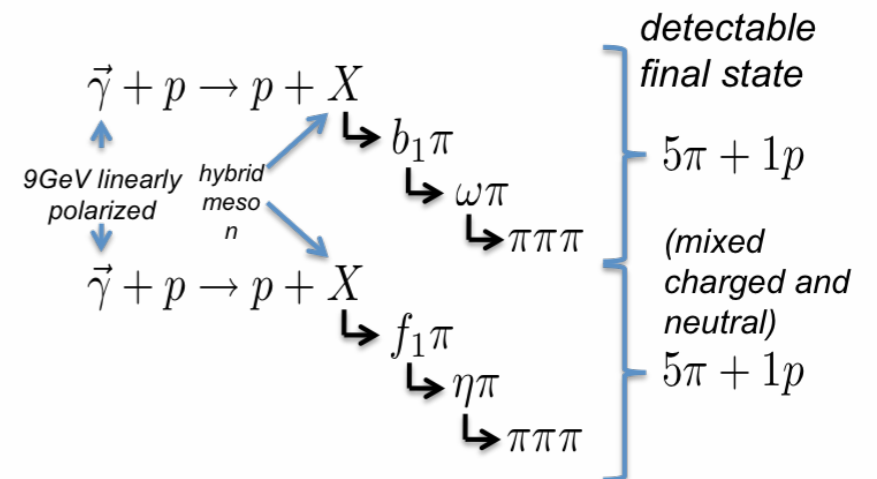 detectable
final state
γ⃗ + p → p + X
b₁π
5π + 1p
9GeV linearly
polarized
hybrid
meso
n
ωπ
πππ
(mixed
charged and
neutral)
γ⃗ + p → p + X
f₁π
5π + 1p
ηπ
πππ